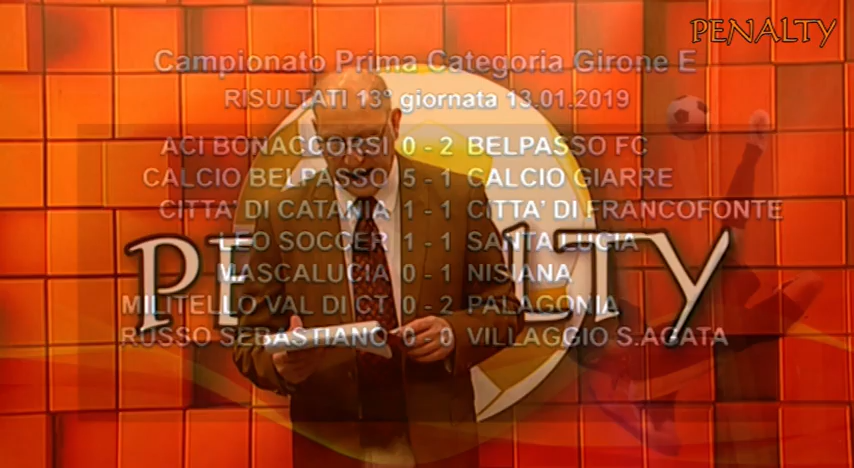 PENALTY
Campionato Prima Categoria Girone E
RISULTATI 13° giornata 13.01.2019
ACI BONACCORSI 0 - 2 BELPASSO FC
CALCIO BELPASSO 5 - 1 CALCIO GIARRE
CITTA' DI CATANIA 1 - 1 CITTA' DI FRANCOFONTE
LEO SOCCER 1 - 1 SANTA LUCIA
MASCALUCIA 0 - 1 NISIANA
MILITELLO VAL DI CT 0 - 2 PALAGONIA
RUSSO SEBASTIANO 0 - 0 VILLAGGIO S.AGATA